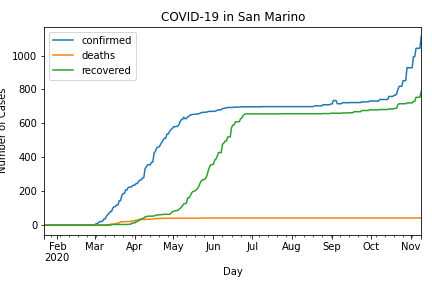 COVID-19 in San Marino
confirmed
deaths
recovered
1000
800
600
400
200
0
Number of Cases
Feb Mar Apr May Jun Jul Aug Sep Oct Nov
2020
Day